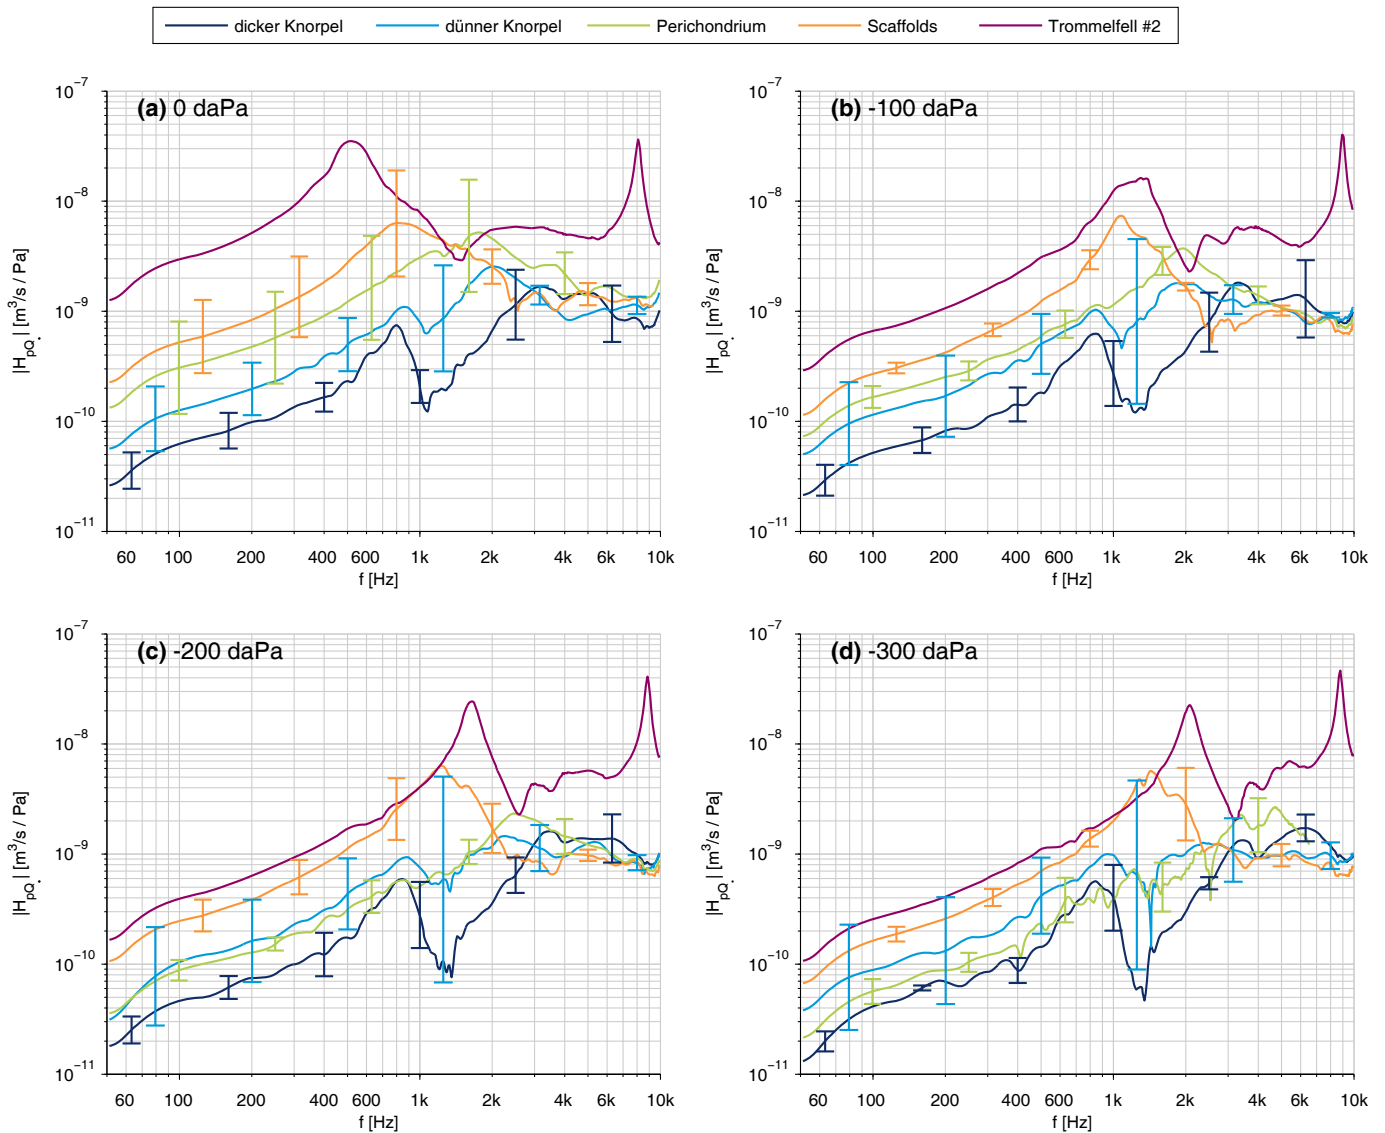 dicker Knorpel dünner Knorpel Perichondrium Scaffolds Trommelfell #2
(a) 0 daPa
10⁻⁷
10⁻⁸
10⁻⁹
10⁻¹⁰
10⁻¹¹
|H_pQ̇| [m³/s / Pa]
60 100 200 400 600 1k 2k 4k 6k 10k
f [Hz]
(b) -100 daPa
10⁻⁷
10⁻⁸
10⁻⁹
10⁻¹⁰
10⁻¹¹
|H_pQ̇| [m³/s / Pa]
60 100 200 400 600 1k 2k 4k 6k 10k
f [Hz]
(c) -200 daPa
10⁻⁷
10⁻⁸
10⁻⁹
10⁻¹⁰
10⁻¹¹
|H_pQ̇| [m³/s / Pa]
60 100 200 400 600 1k 2k 4k 6k 10k
f [Hz]
(d) -300 daPa
10⁻⁷
10⁻⁸
10⁻⁹
10⁻¹⁰
10⁻¹¹
|H_pQ̇| [m³/s / Pa]
60 100 200 400 600 1k 2k 4k 6k 10k
f [Hz]